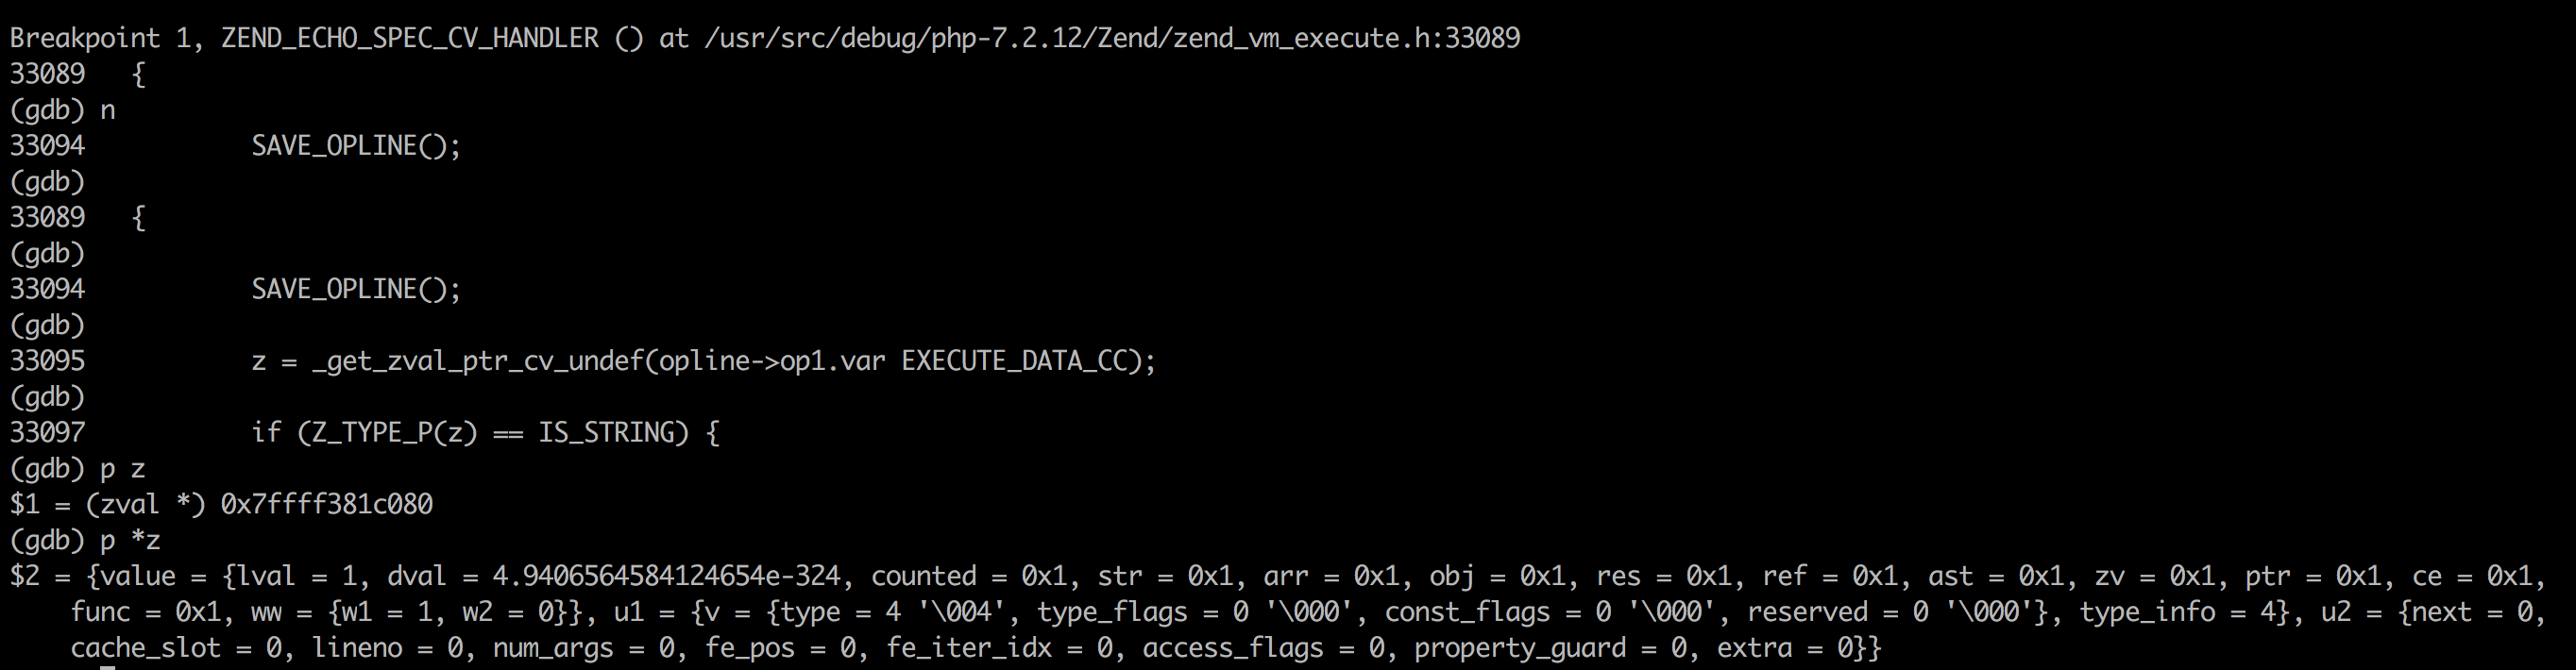 Breakpoint 1, ZEND_ECHO_SPEC_CV_HANDLER () at /usr/src/debug/php-7.2.12/Zend/zend_vm_execute.h:33089
33089   {
(gdb) n
33094           SAVE_OPLINE();
(gdb)
33089   {
(gdb)
33094           SAVE_OPLINE();
(gdb)
33095           z = _get_zval_ptr_cv_undef(opline->op1.var EXECUTE_DATA_CC);
(gdb)
33097           if (Z_TYPE_P(z) == IS_STRING) {
(gdb) p z
$1 = (zval *) 0x7ffff381c080
(gdb) p *z
$2 = {value = {lval = 1, dval = 4.9406564584124654e-324, counted = 0x1, str = 0x1, arr = 0x1, obj = 0x1, res = 0x1, ref = 0x1, ast = 0x1, zv = 0x1, ptr = 0x1, ce = 0x1,
    func = 0x1, ww = {w1 = 1, w2 = 0}}, u1 = {v = {type = 4 '\004', type_flags = 0 '\000', const_flags = 0 '\000', reserved = 0 '\000'}, type_info = 4}, u2 = {next = 0,
    cache_slot = 0, lineno = 0, num_args = 0, fe_pos = 0, fe_iter_idx = 0, access_flags = 0, property_guard = 0, extra = 0}}